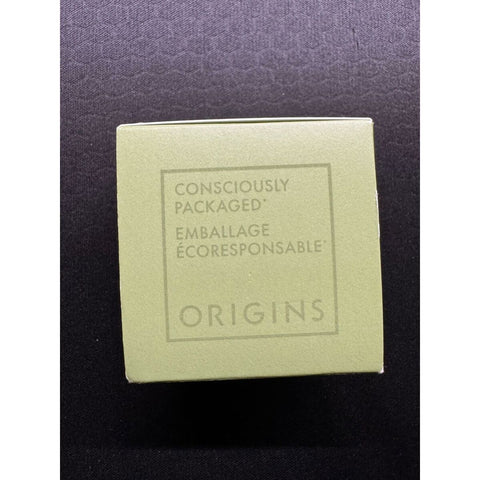 CONSCIOUSLY
PACKAGED*
EMBALLAGE
ÉCORESPONSABLE*
ORIGINS